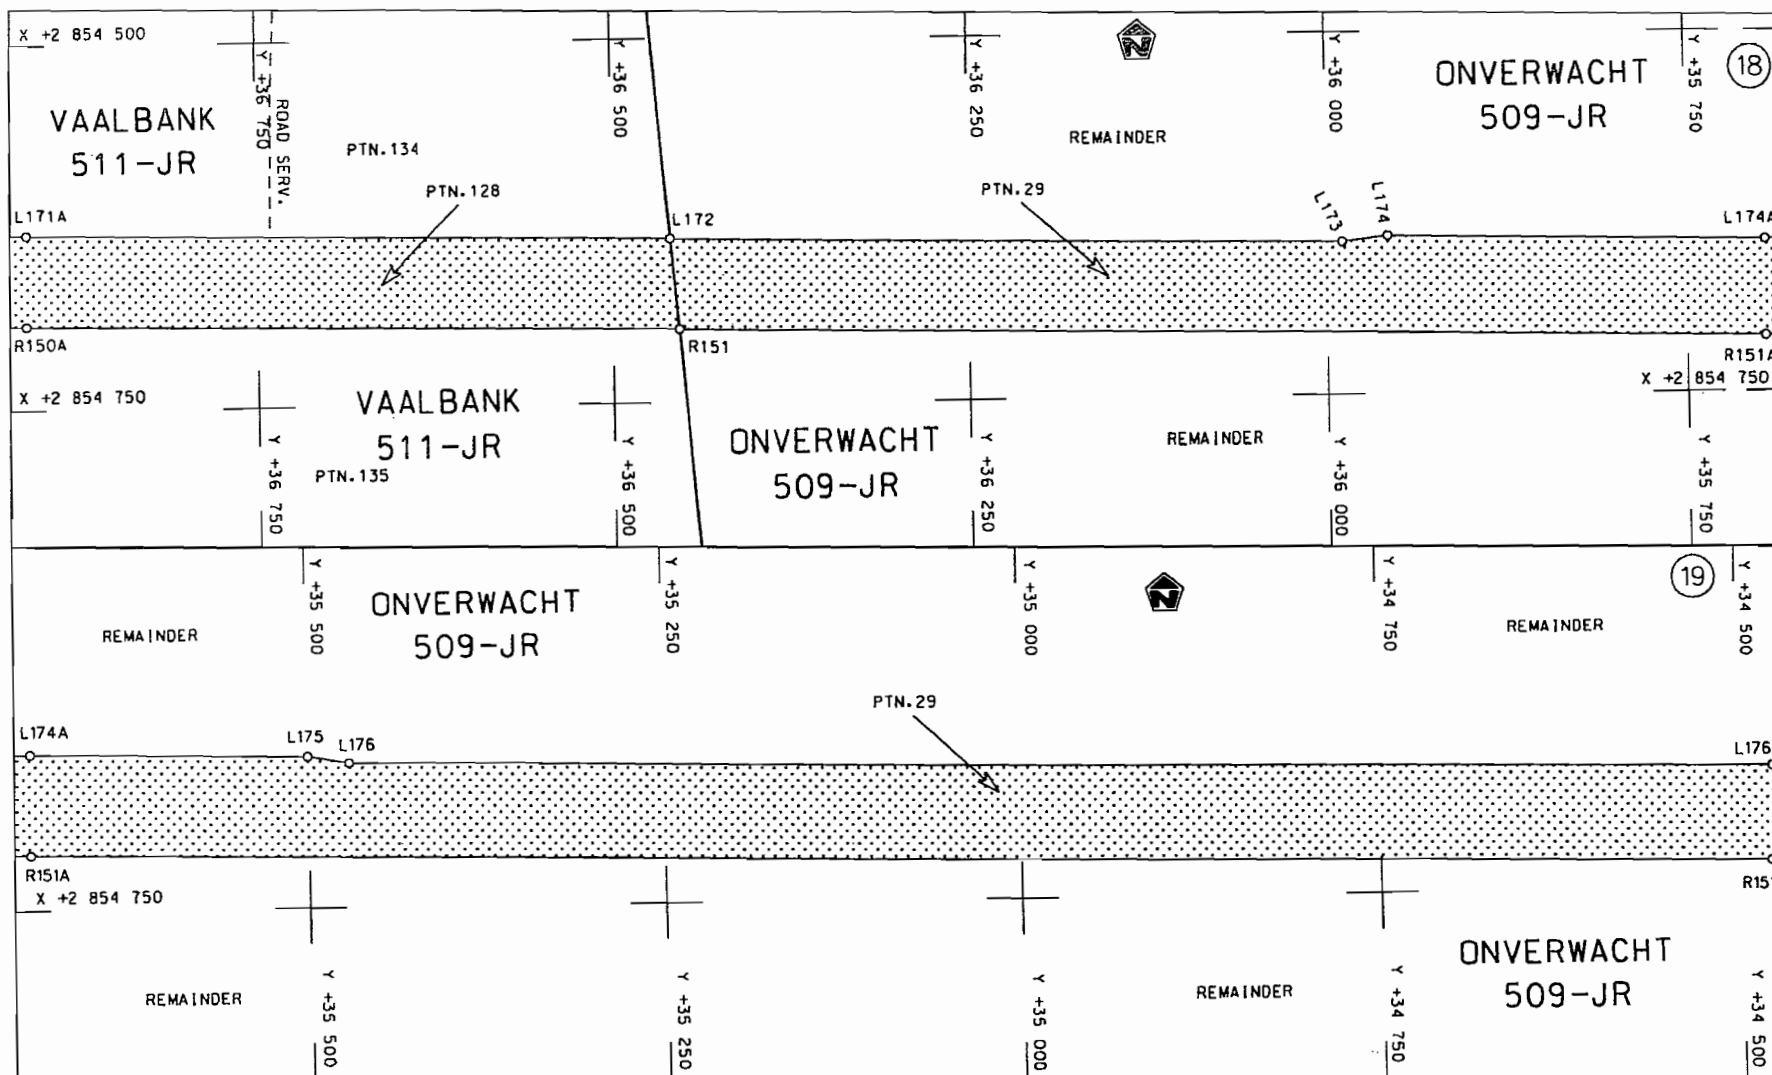 X +2 854 500
Y +36 750
ROAD SERV.
Y +36 500
Y +36 250
N
Y +36 000
Y +35 750
18
VAALBANK
511-JR
PTN.134
PTN.128
REMAINDER
PTN.29
ONVERWACHT
509-JR
L171A
L172
L173
L174
L174A
R150A
R151
R151A
X +2 854 750
X +2 854 750
VAALBANK
511-JR
PTN.135
Y +36 750
Y +36 500
ONVERWACHT
509-JR
Y +36 250
REMAINDER
Y +36 000
Y +35 750
Y +35 500
Y +35 250
Y +35 000
N
Y +34 750
19
Y +34 500
REMAINDER
ONVERWACHT
509-JR
REMAINDER
PTN.29
L174A
L175
L176
L176
R151A
R151
X +2 854 750
REMAINDER
Y +35 500
Y +35 250
Y +35 000
REMAINDER
Y +34 750
ONVERWACHT
509-JR
Y +34 500